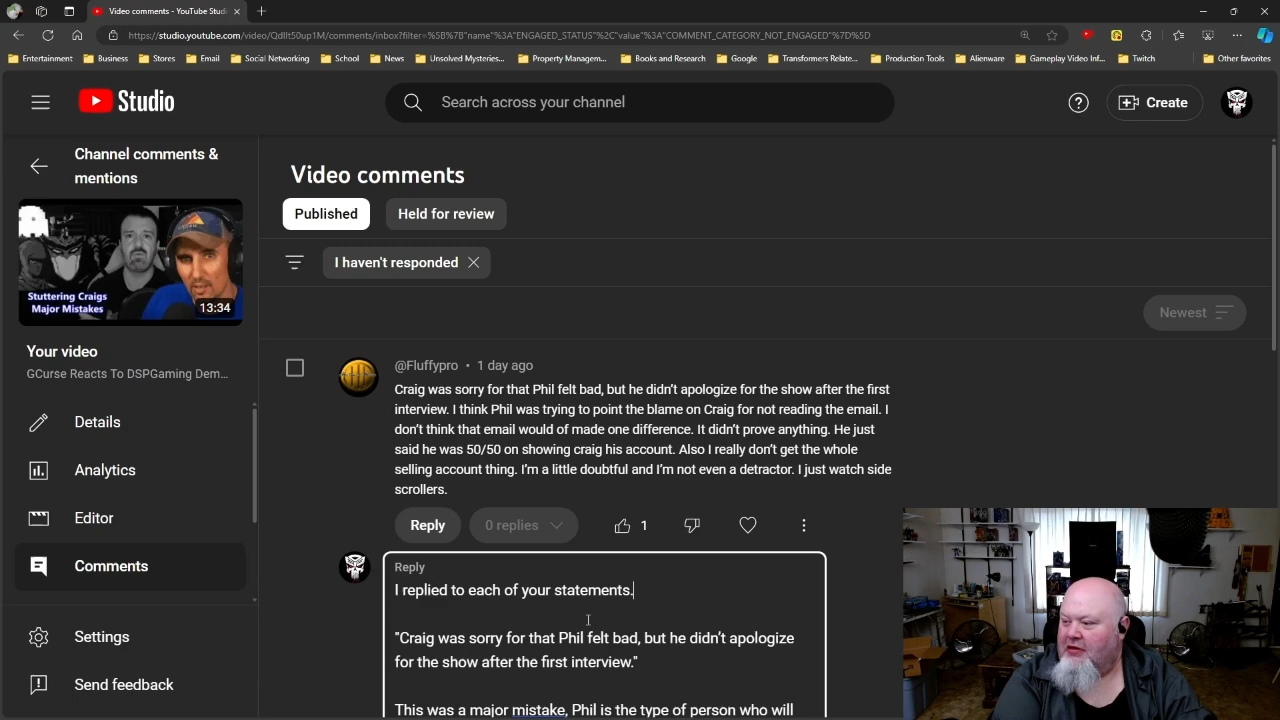 Video comments - YouTube Studi
https://studio.youtube.com/video/Qdlt50up1M/comments/inbox?filter=%5B%7B"name"%3A"ENGAGED_STATUS"%2C"value"%3A"COMMENT_CATEGORY_NOT_ENGAGED"%7D%5D
Entertainment
Business
Stores
Email
Social Networking
School
News
Unsolved Mysteries...
Property Managem...
Books and Research
Google
Transformers Relate...
Production Tools
Alienware
Gameplay Video Inf...
Twitch
Other favorites
Studio
Search across your channel
Create
Channel comments &
mentions
Stuttering Craigs
Major Mistakes
13:34
Your video
GCurse Reacts To DSPGaming Dem...
Details
Analytics
Editor
Comments
Settings
Send feedback
Video comments
Published
Held for review
I haven't responded
Newest
@Fluffypro • 1 day ago
Craig was sorry for that Phil felt bad, but he didn't apologize for the show after the first
interview. I think Phil was trying to point the blame on Craig for not reading the email. I
don't think that email would of made one difference. It didn't prove anything. He just
said he was 50/50 on showing craig his account. Also I really don't get the whole
selling account thing. I'm a little doubtful and I'm not even a detractor. I just watch side
scrollers.
Reply
0 replies
1
Reply
I replied to each of your statements.
"Craig was sorry for that Phil felt bad, but he didn't apologize
for the show after the first interview."
This was a major mistake, Phil is the type of person who will